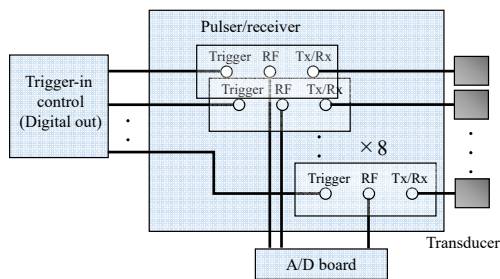 Pulser/receiver
Trigger RF Tx/Rx
Trigger-in
control
(Digital out)
Trigger RF Tx/Rx
×8
Trigger RF Tx/Rx
Transducer
A/D board